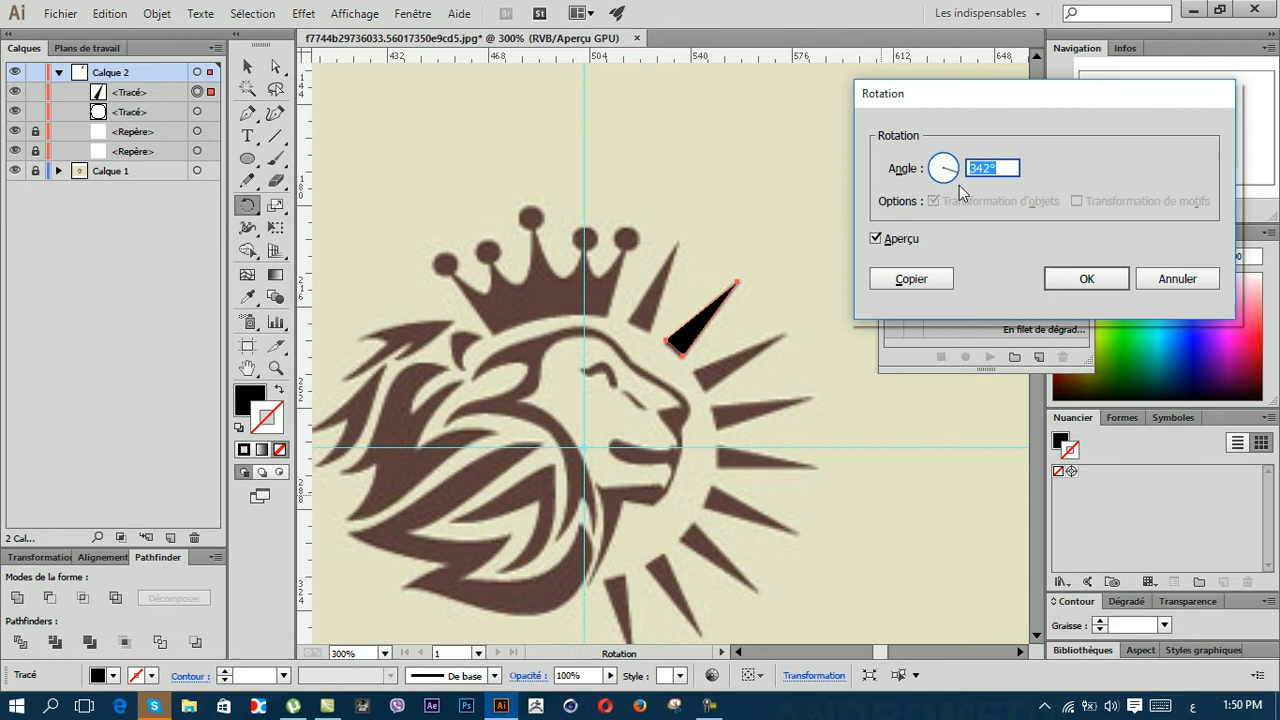 Ai Fichier Edition Objet Texte Sélection Effet Affichage Fenêtre Aide Br St Les indispensables
Calques Plans de travail
f7744b29736033.56017350e9cd5.jpg* @ 300% (RVB/Aperçu GPU) ×
Navigation Infos
432 468 504 540 576 612 648
Calque 2
<Tracé>
<Tracé>
<Repère>
<Repère>
Calque 1
Rotation
Rotation
Angle : 342°
Options : Transformation d'objets Transformation de motifs
Aperçu
Copier OK Annuler
En filet de dégrad...
Nuancier Formes Symboles
2 Cal...
Transformation Alignement Pathfinder
Modes de la forme :
Décomposer
Pathfinders :
Contour Dégradé Transparence
Graisse :
Bibliothèques Aspect Styles graphiques
300% 1 Rotation
Tracé Contour : De base Opacité : 100% Style : Transformation
1:50 PM